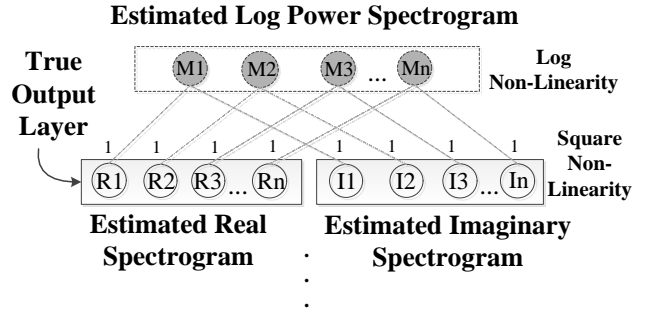 Estimated Log Power Spectrogram
M1 M2 M3 ... Mn
Log
Non-Linearity
True
Output
Layer
1 1 1 1 1 1 1 1
Square
Non-
Linearity
R1 R2 R3 ... Rn
I1 I2 I3 ... In
Estimated Real
Spectrogram
Estimated Imaginary
Spectrogram